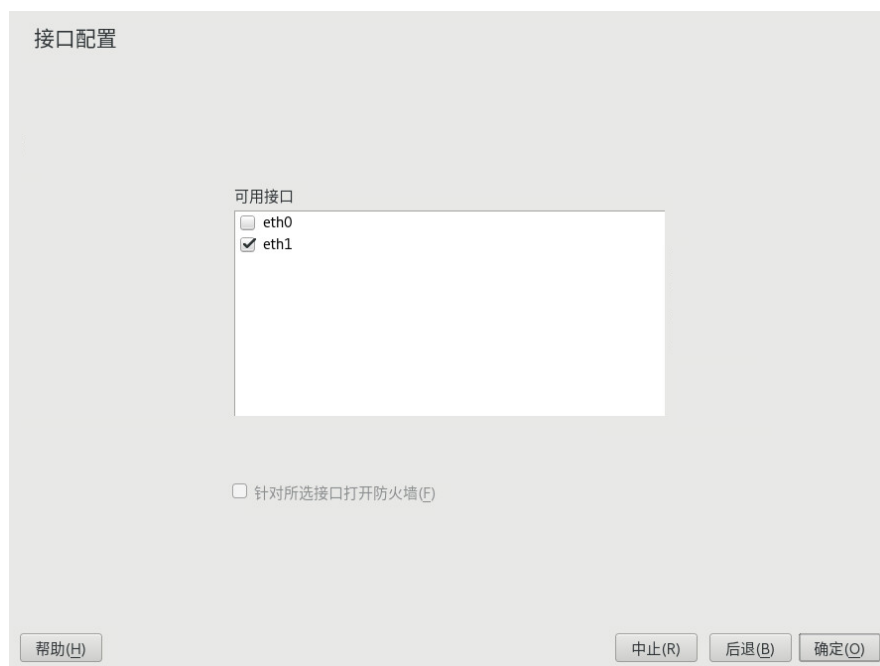 接口配置
可用接口
eth0
eth1
针对所选接口打开防火墙(F)
帮助(H)
中止(R)
后退(B)
确定(O)